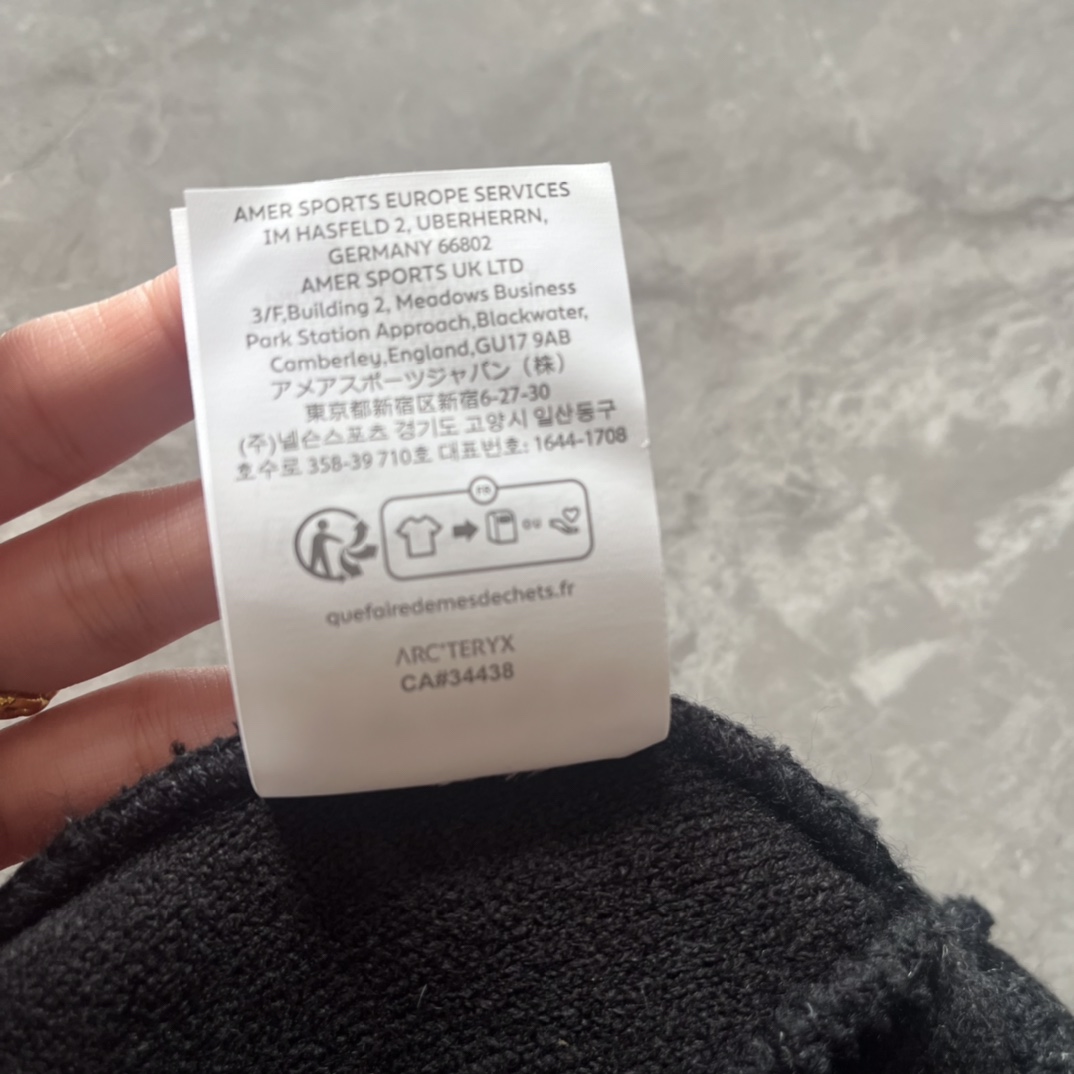 AMER SPORTS EUROPE SERVICES
IM HASFELD 2, UBERHERRN,
GERMANY 66802
AMER SPORTS UK LTD
3/F,Building 2, Meadows Business
Park Station Approach,Blackwater,
Camberley,England,GU17 9AB
アメアスポーツジャパン（株）
東京都新宿区新宿6-27-30
(주)넬슨스포츠 경기도 고양시 일산동구
호수로 358-39 710호 대표번호: 1644-1708
FR
OU
quefairedemesdechets.fr
ARC'TERYX
CA#34438